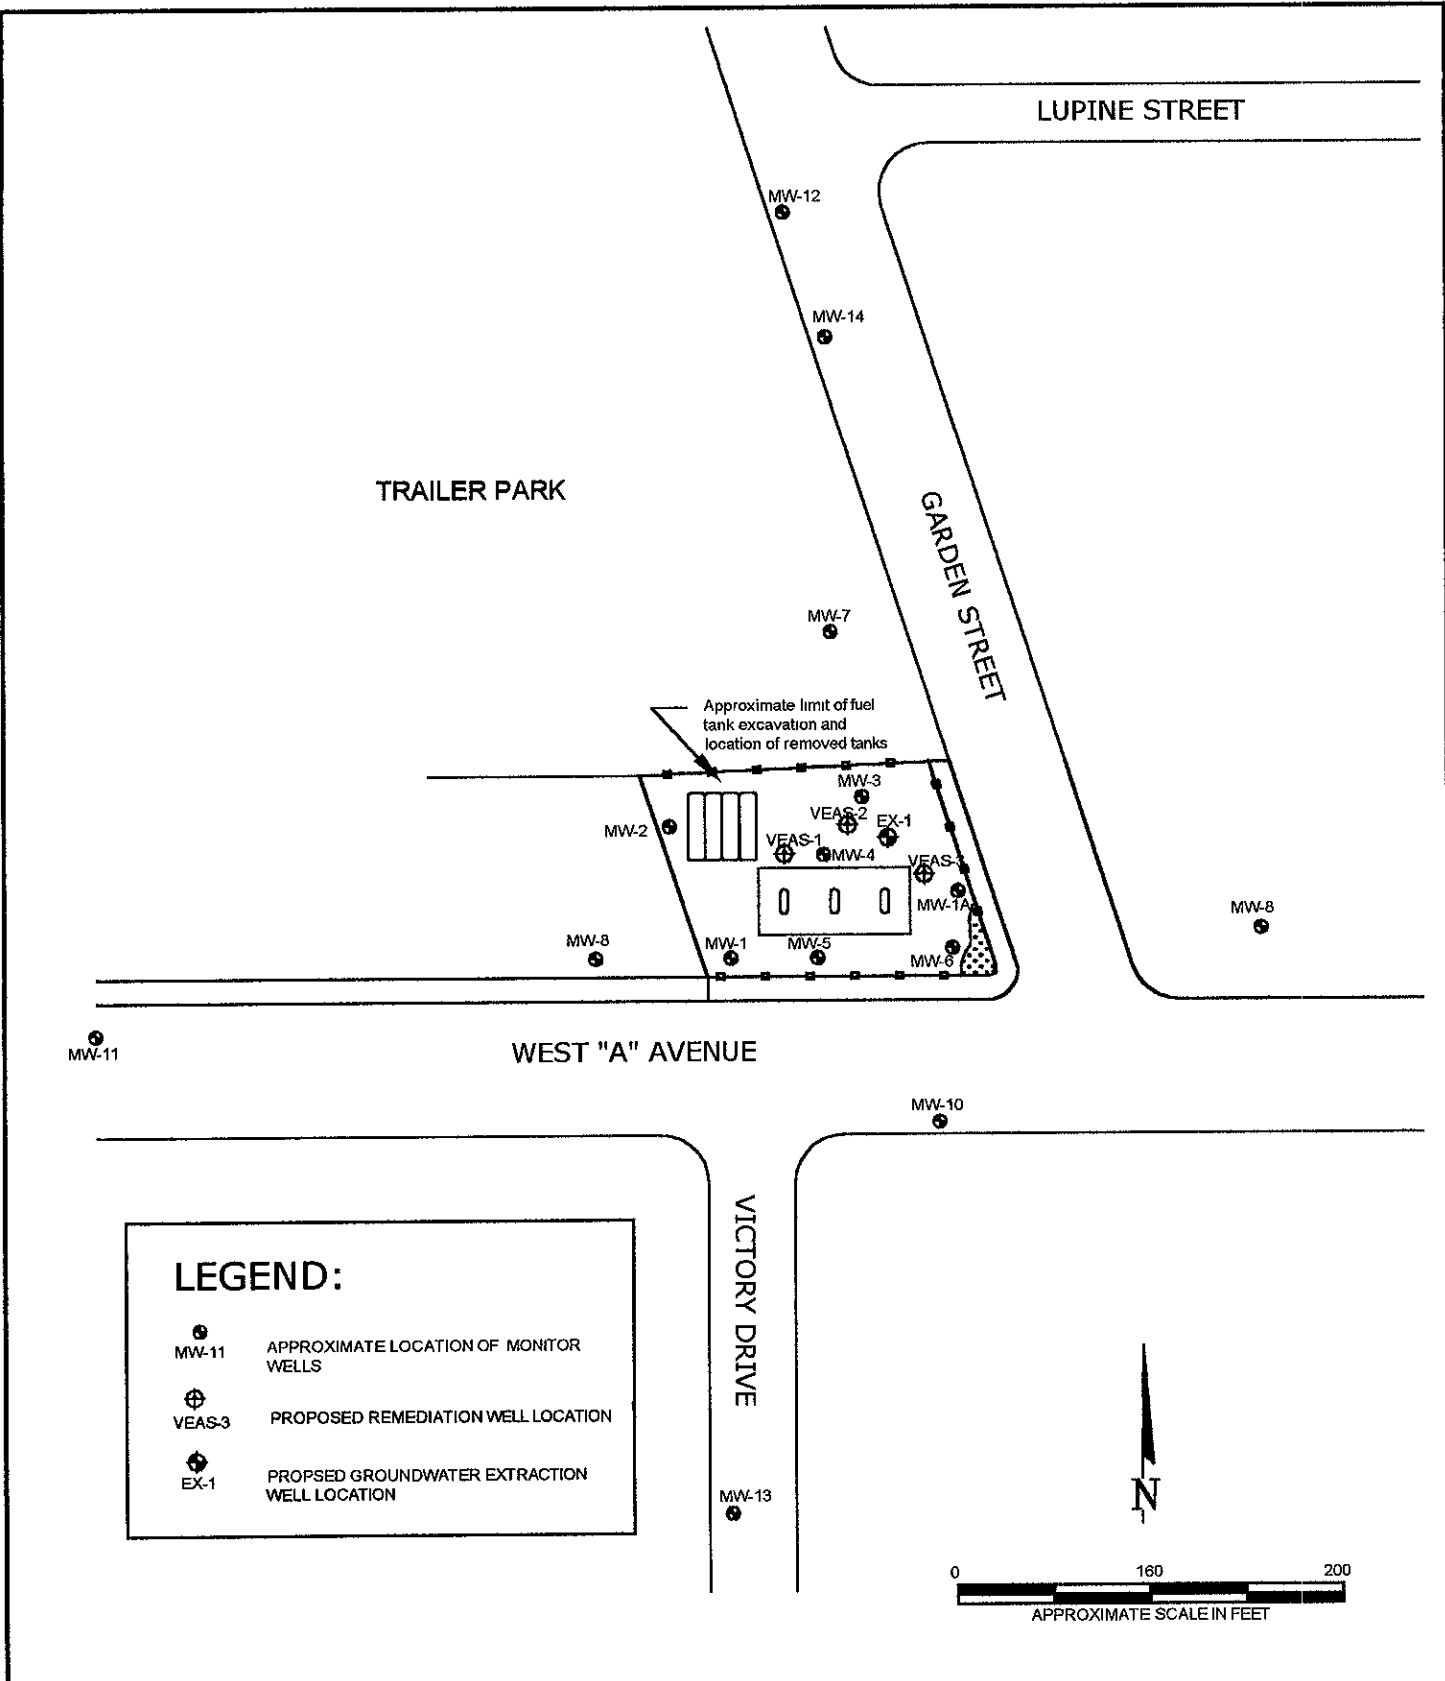 LUPINE STREET
MW-12
MW-14
TRAILER PARK
GARDEN STREET
MW-7
Approximate limit of fuel
tank excavation and
location of removed tanks
MW-3
VEAS-2
EX-1
MW-2
VEAS-1
MW-4
VEAS-3
MW-1A
MW-8
MW-8
MW-1
MW-5
MW-6
MW-11
WEST "A" AVENUE
MW-10
VICTORY DRIVE
LEGEND:
MW-11
APPROXIMATE LOCATION OF MONITOR
WELLS
VEAS-3
PROPOSED REMEDIATION WELL LOCATION
EX-1
PROPSED GROUNDWATER EXTRACTION
WELL LOCATION
MW-13
N
0 160 200
APPROXIMATE SCALE IN FEET